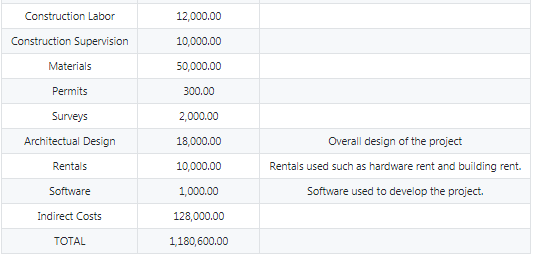 Construction Labor 12,000.00
Construction Supervision 10,000.00
Materials 50,000.00
Permits 300.00
Surveys 2,000.00
Architectual Design 18,000.00 Overall design of the project
Rentals 10,000.00 Rentals used such as hardware rent and building rent.
Software 1,000.00 Software used to develop the project.
Indirect Costs 128,000.00
TOTAL 1,180,600.00